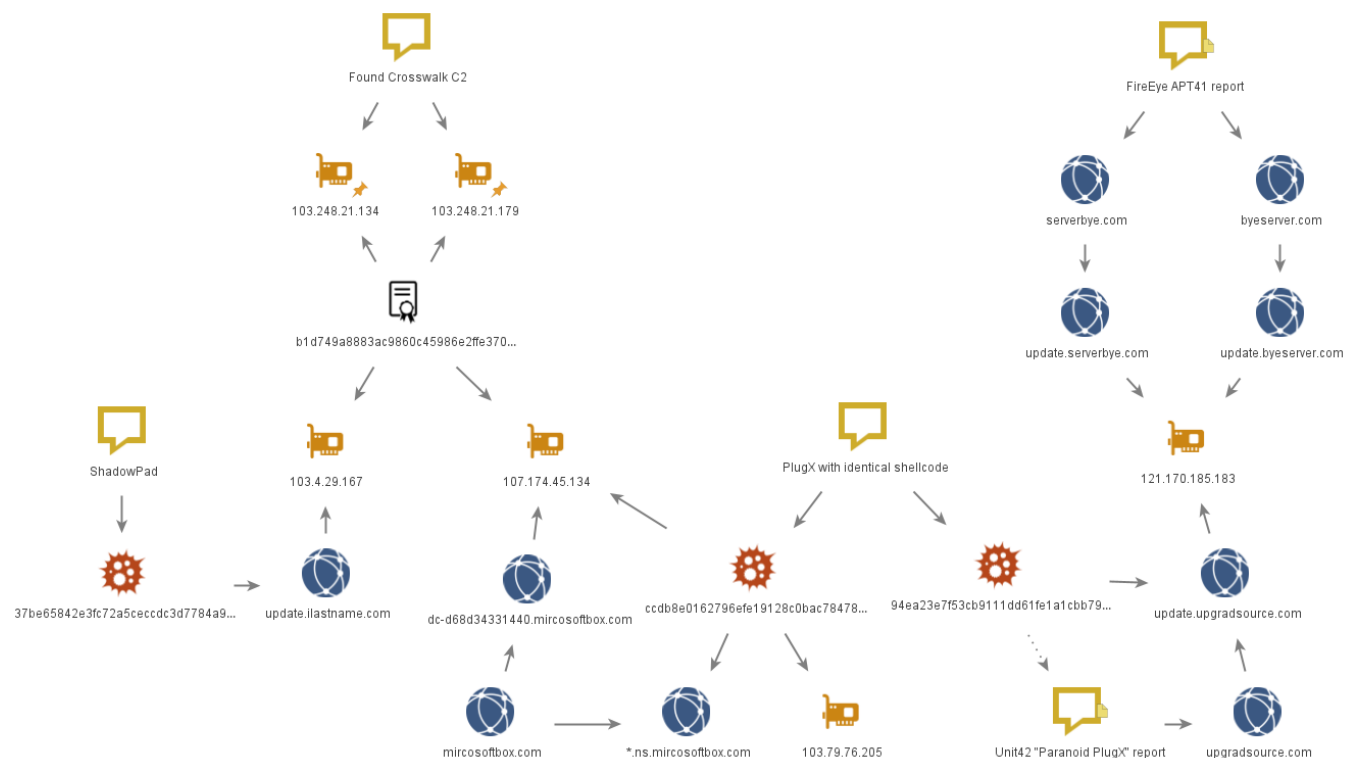 Found Crosswalk C2
FireEye APT41 report
103.248.21.134
103.248.21.179
serverbye.com
byeserver.com
b1d749a8883ac9860c45986e2ffe370...
update.serverbye.com
update.byeserver.com
ShadowPad
103.4.29.167
107.174.45.134
PlugX with identical shellcode
121.170.185.183
37be65842e3fc72a5ceccdc3d7784a9...
update.ilastname.com
dc-d68d34331440.mircosoftbox.com
ccdb8e0162796efe19128c0bac78478...
94ea23e7f53cb9111dd61fe1a1cbb79...
update.upgradsource.com
mircosoftbox.com
*.ns.mircosoftbox.com
103.79.76.205
Unit42 "Paranoid PlugX" report
upgradsource.com